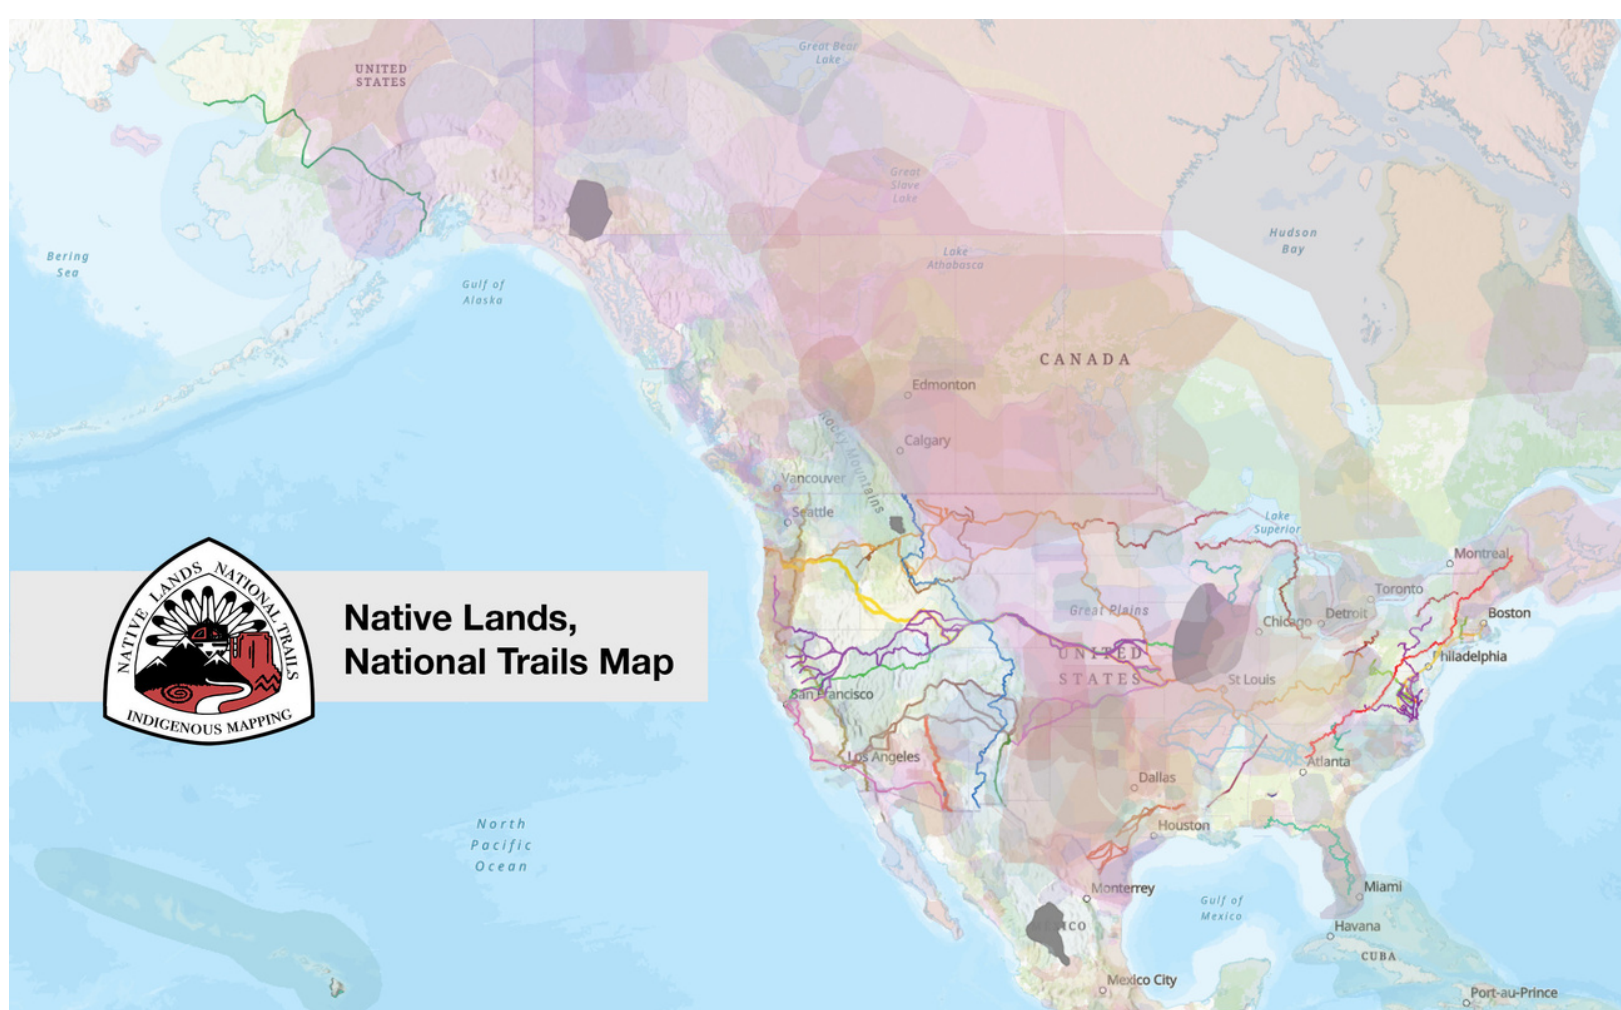 Great Bear
Lake
UNITED
STATES
Great
Slave
Lake
Hudson
Bay
Bering
Sea
Lake
Athabasca
Gulf of
Alaska
CANADA
Edmonton
Calgary
Rocky Mountains
Vancouver
Seattle
Lake
Superior
Montreal
Toronto
Great Plains
Chicago
Detroit
Boston
NATIVE LANDS NATIONAL TRAILS
INDIGENOUS MAPPING
Native Lands,
National Trails Map
UNITED
STATES
Philadelphia
St Louis
San Francisco
Los Angeles
Atlanta
Dallas
Houston
North
Pacific
Ocean
Monterrey
Gulf of
Mexico
Miami
MEXICO
Havana
CUBA
Mexico City
Port-au-Prince